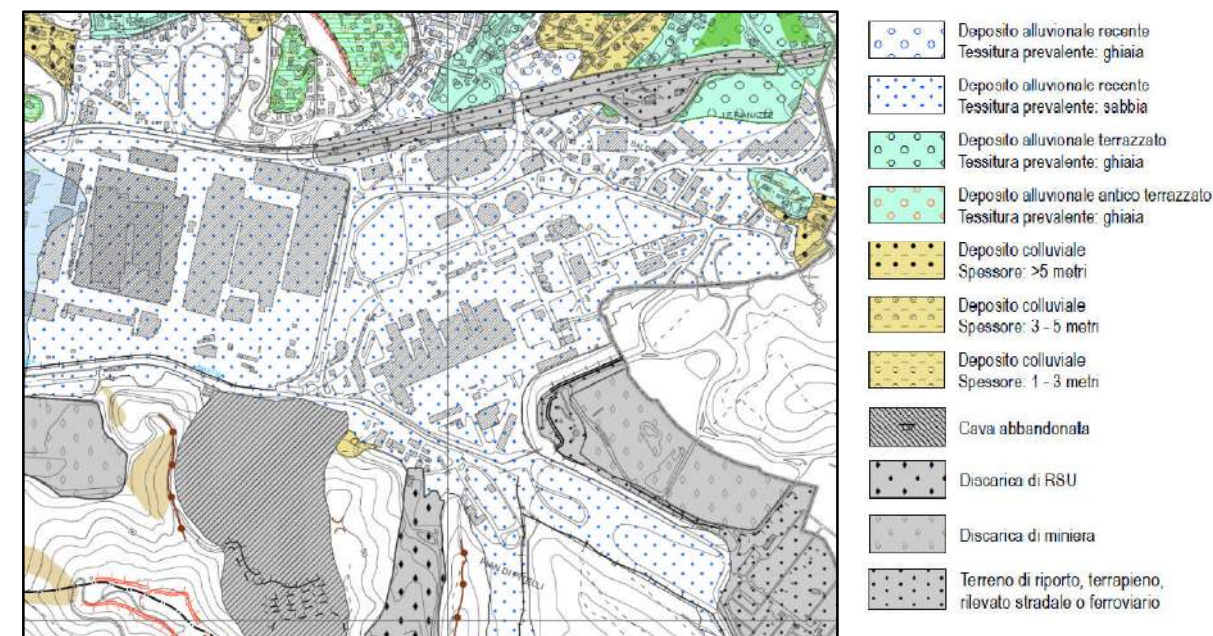 Deposito alluvionale recente
Tessitura prevalente: ghiaia
Deposito alluvionale recente
Tessitura prevalente: sabbia
Deposito alluvionale terrazzato
Tessitura prevalente: ghiaia
Deposito alluvionale antico terrazzato
Tessitura prevalente: ghiaia
Deposito colluviale
Spessore: >5 metri
Deposito colluviale
Spessore: 3 - 5 metri
Deposito colluviale
Spessore: 1 - 3 metri
Cava abbandonata
Discarica di RSU
Discarica di miniera
Terreno di riporto, terrapieno,
rilevato stradale o ferroviario